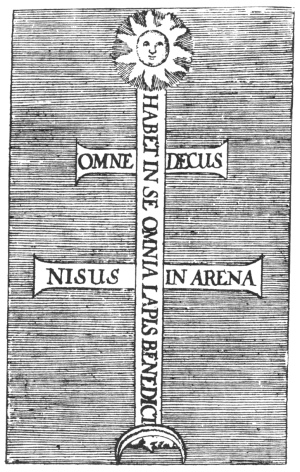 HABET IN SE OMNIA LAPIS BENEDICT
OMNE DECUS
NISUS IN ARENA